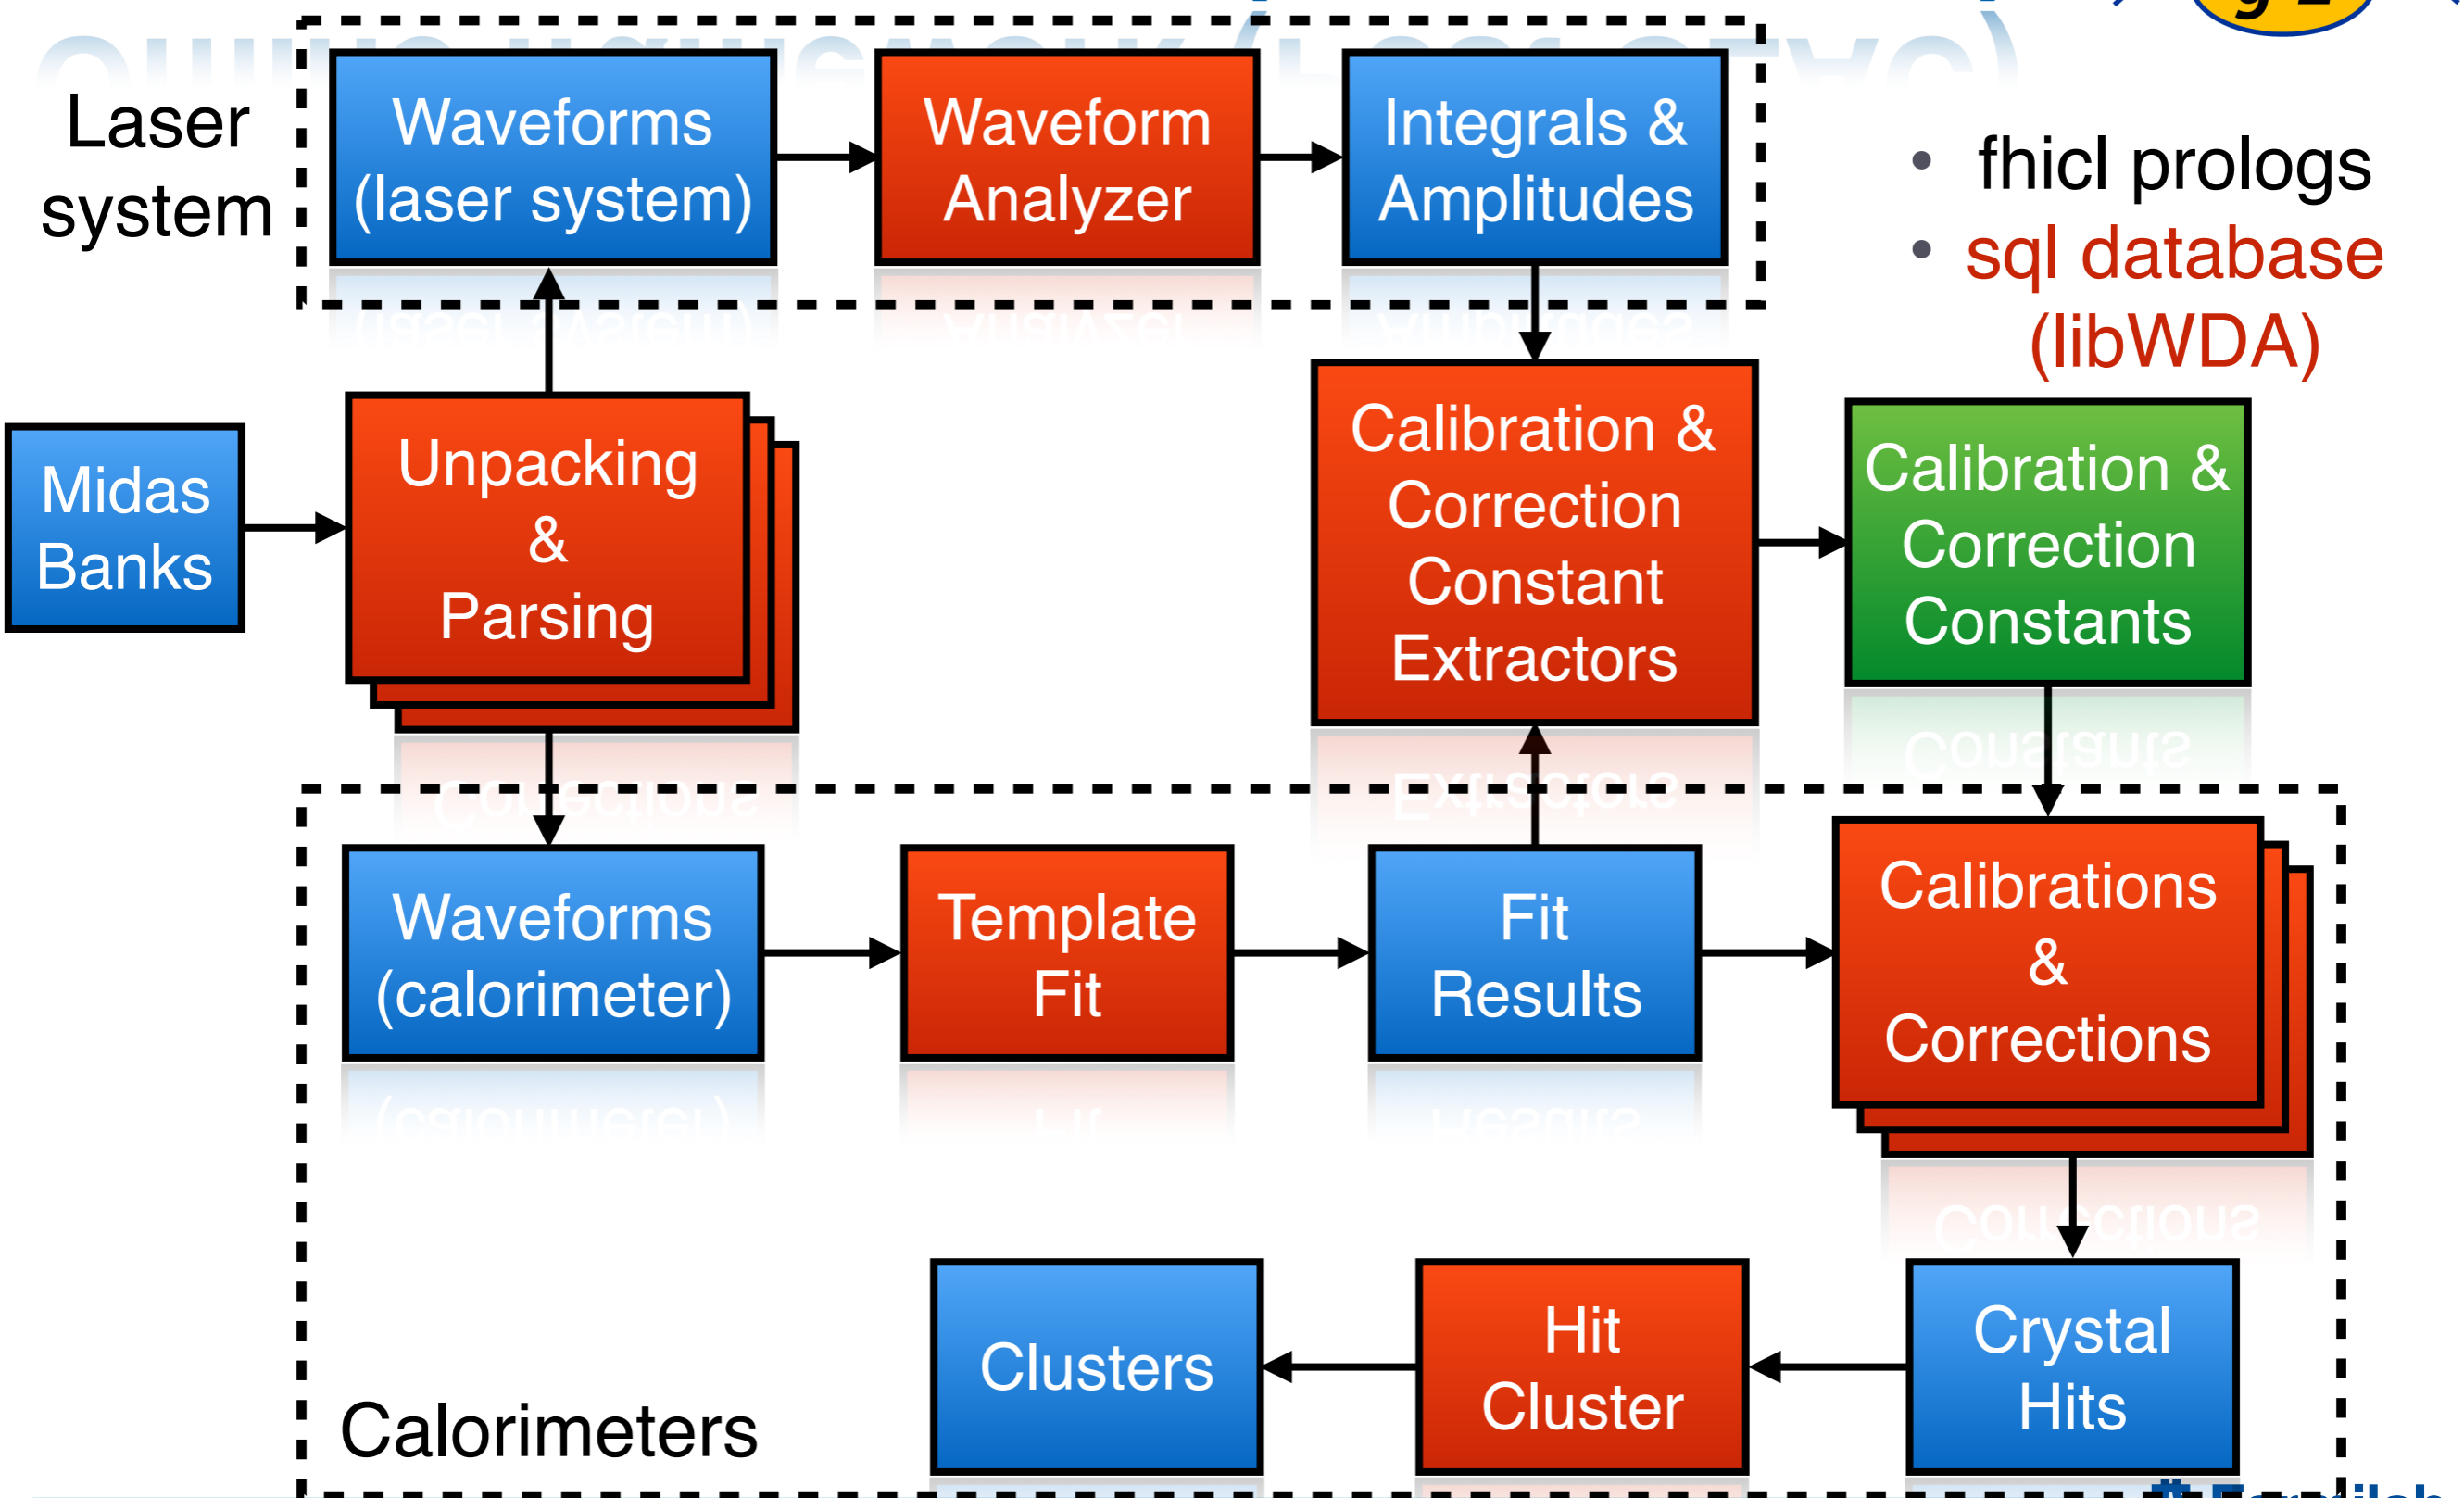 g-2
Laser
system
Waveforms
(laser system)
Waveform
Analyzer
Integrals &
Amplitudes
• fhicl prologs
• sql database
(libWDA)
Midas
Banks
Unpacking
&
Parsing
Calibration &
Correction
Constant
Extractors
Calibration &
Correction
Constants
Waveforms
(calorimeter)
Template
Fit
Fit
Results
Calibrations
&
Corrections
Clusters
Hit
Cluster
Crystal
Hits
Calorimeters
Fermilab